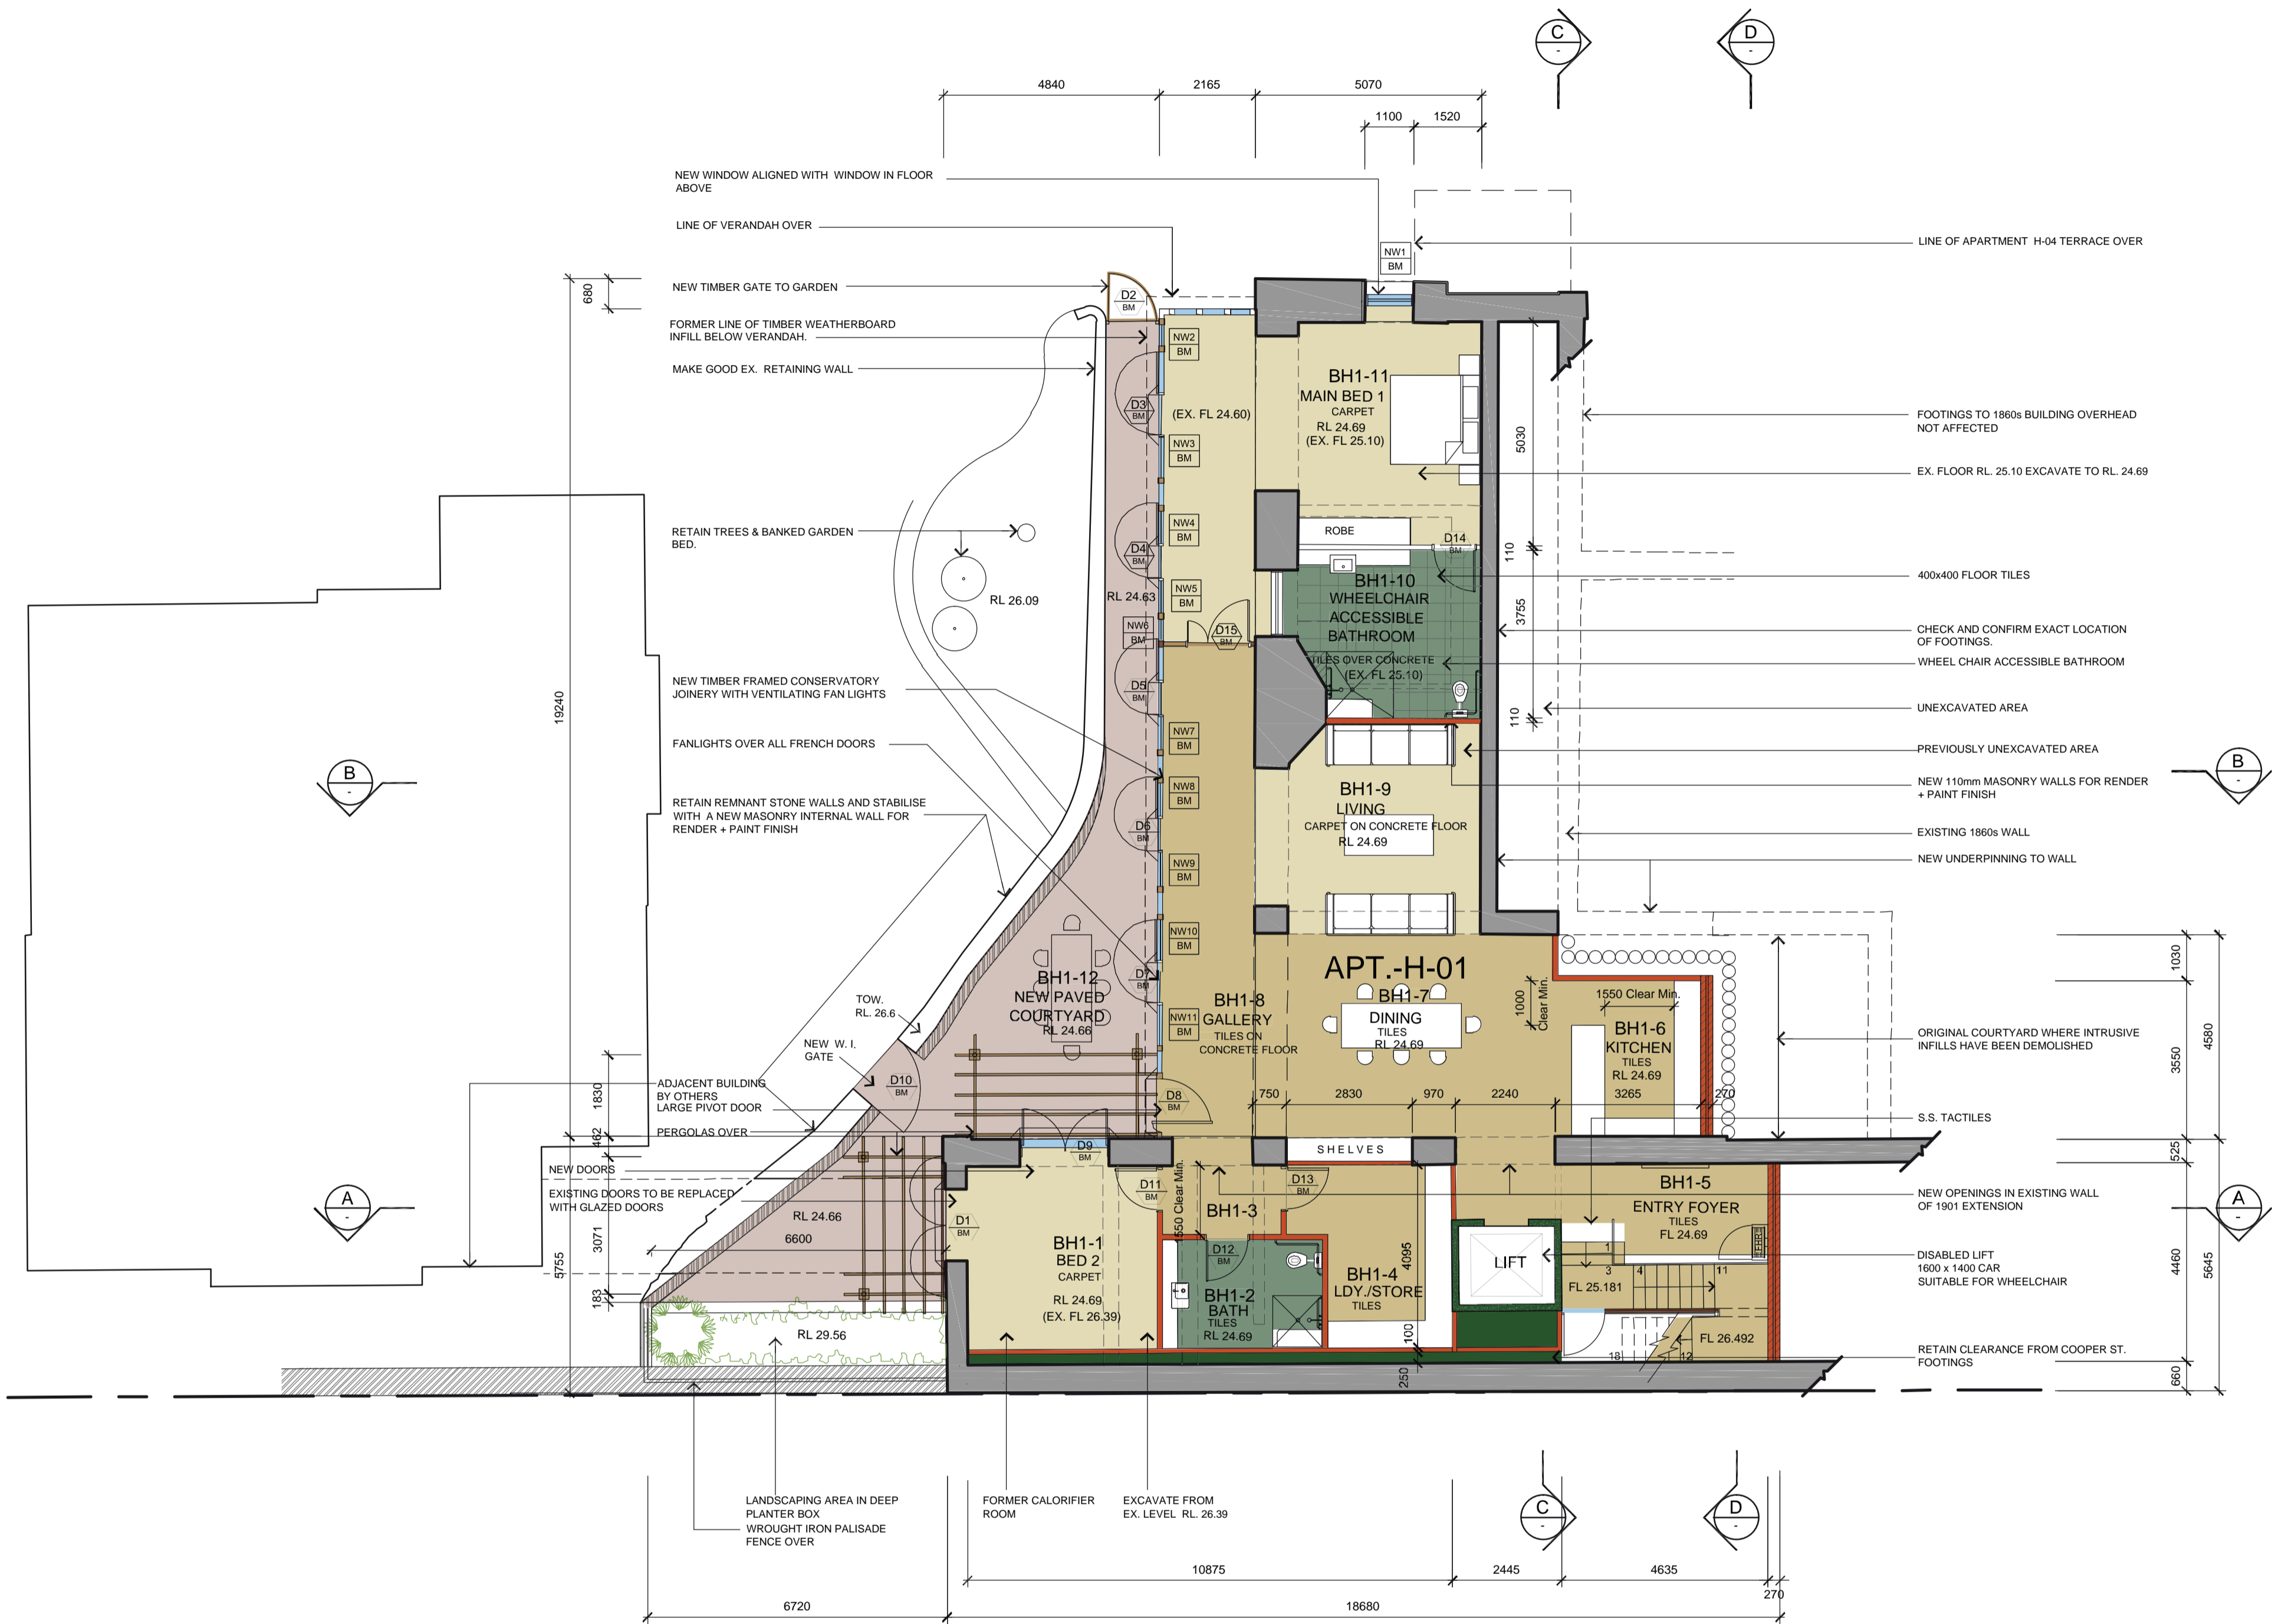 C
-
D
-
4840
2165
5070
1100
1520
NEW WINDOW ALIGNED WITH WINDOW IN FLOOR
ABOVE
LINE OF VERANDAH OVER
LINE OF APARTMENT H-04 TERRACE OVER
NW1
BM
NEW TIMBER GATE TO GARDEN
680
D2
BM
FORMER LINE OF TIMBER WEATHERBOARD
INFILL BELOW VERANDAH.
NW2
BM
MAKE GOOD EX. RETAINING WALL
BH1-11
MAIN BED 1
CARPET
RL 24.69
(EX. FL 25.10)
D3
BM
(EX. FL 24.60)
FOOTINGS TO 1860s BUILDING OVERHEAD
NOT AFFECTED
5030
NW3
BM
EX. FLOOR RL. 25.10 EXCAVATE TO RL. 24.69
RETAIN TREES & BANKED GARDEN
BED.
NW4
BM
ROBE
D14
BM
D4
BM
110
RL 26.09
RL 24.63
NW5
BM
BH1-10
WHEELCHAIR
ACCESSIBLE
BATHROOM
400x400 FLOOR TILES
3755
NW6
BM
D15
BM
CHECK AND CONFIRM EXACT LOCATION
OF FOOTINGS.
TILES OVER CONCRETE
(EX. FL 25.10)
WHEEL CHAIR ACCESSIBLE BATHROOM
NEW TIMBER FRAMED CONSERVATORY
JOINERY WITH VENTILATING FAN LIGHTS
D5
BM
19240
110
UNEXCAVATED AREA
FANLIGHTS OVER ALL FRENCH DOORS
NW7
BM
PREVIOUSLY UNEXCAVATED AREA
B
-
B
-
NW8
BM
BH1-9
LIVING
CARPET ON CONCRETE FLOOR
RL 24.69
NEW 110mm MASONRY WALLS FOR RENDER
+ PAINT FINISH
RETAIN REMNANT STONE WALLS AND STABILISE
WITH A NEW MASONRY INTERNAL WALL FOR
RENDER + PAINT FINISH
D6
BM
EXISTING 1860s WALL
NW9
BM
NEW UNDERPINNING TO WALL
NW10
BM
1030
4580
BH1-12
NEW PAVED
COURTYARD
RL 24.66
D7
BM
APT.-H-01
BH1-7
DINING
TILES
RL 24.69
1000
Clear Min.
1550 Clear Min.
TOW.
RL. 26.6
BH1-8
GALLERY
TILES ON
CONCRETE FLOOR
NW11
BM
BH1-6
KITCHEN
TILES
RL 24.69
ORIGINAL COURTYARD WHERE INTRUSIVE
INFILLS HAVE BEEN DEMOLISHED
3550
NEW W. I.
GATE
ADJACENT BUILDING
BY OTHERS
D10
BM
1830
LARGE PIVOT DOOR
D8
BM
750
2830
970
2240
3265
270
S.S. TACTILES
PERGOLAS OVER
462
D9
BM
SHELVES
525
NEW DOORS
EXISTING DOORS TO BE REPLACED
WITH GLAZED DOORS
D11
BM
1550 Clear Min.
D13
BM
BH1-5
ENTRY FOYER
TILES
FL 24.69
NEW OPENINGS IN EXISTING WALL
OF 1901 EXTENSION
A
-
A
-
RL 24.66
D1
BM
BH1-3
6600
3071
5755
BH1-1
BED 2
CARPET
RL 24.69
(EX. FL 26.39)
D12
BM
4095
LIFT
FHR
1
3
4
11
DISABLED LIFT
1600 x 1400 CAR
SUITABLE FOR WHEELCHAIR
4460
5645
BH1-4
LDY./STORE
TILES
FL 25.181
183
BH1-2
BATH
TILES
RL 24.69
RL 29.56
100
FL 26.492
18
12
RETAIN CLEARANCE FROM COOPER ST.
FOOTINGS
250
660
LANDSCAPING AREA IN DEEP
PLANTER BOX
WROUGHT IRON PALISADE
FENCE OVER
FORMER CALORIFIER
ROOM
EXCAVATE FROM
EX. LEVEL RL. 26.39
C
-
D
-
10875
2445
4635
270
6720
18680